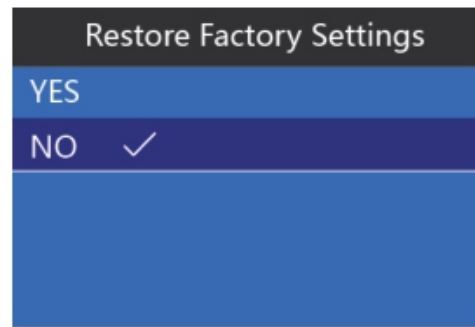 Restore Factory Settings
YES
NO ✓